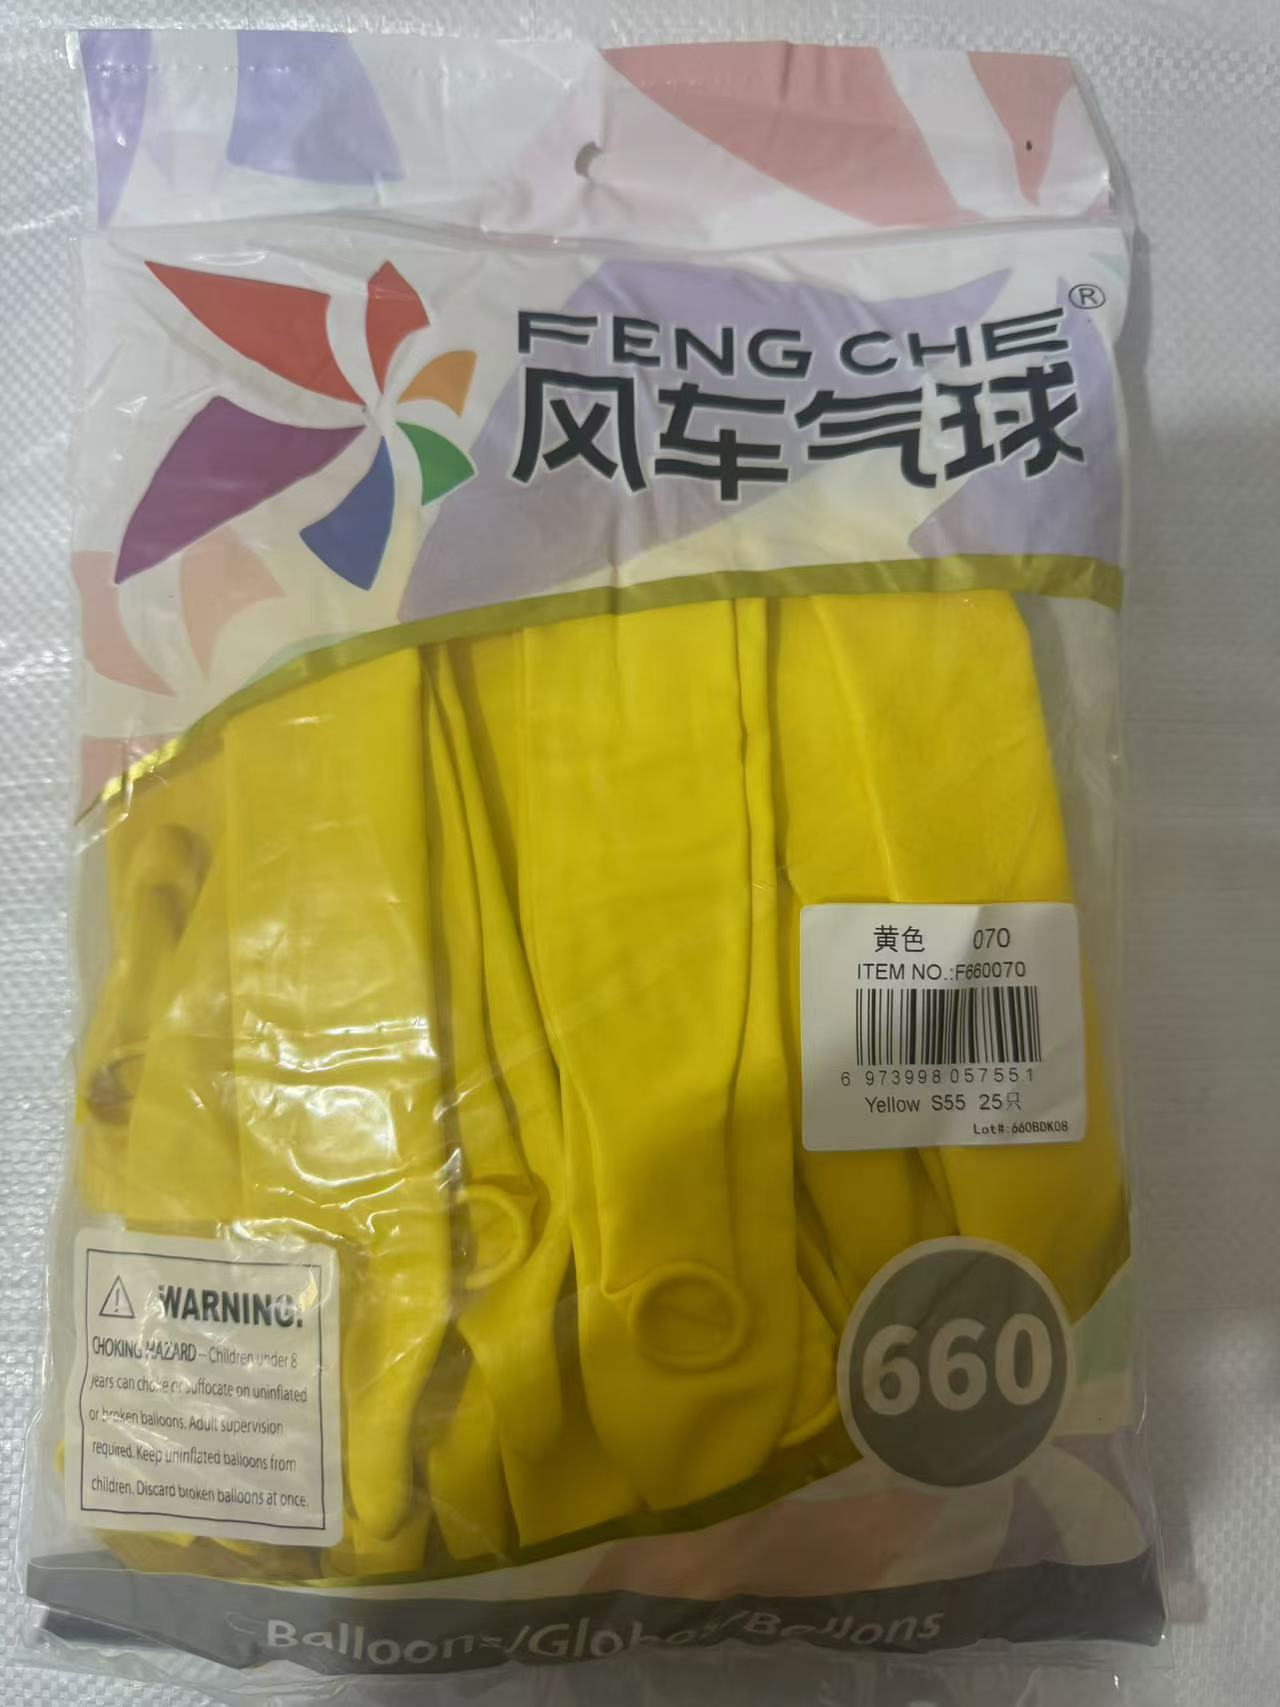 FENG CHE®
风车气球
黄色 070
ITEM NO.:F660070
6 973998 057551
Yellow S55 25只
Lot#:660BDK08
660
WARNING:
CHOKING HAZARD -- Children under 8
years can choke or suffocate on uninflated
or broken balloons. Adult supervision
required. Keep uninflated balloons from
children. Discard broken balloons at once.
Balloons/Globos/Ballons